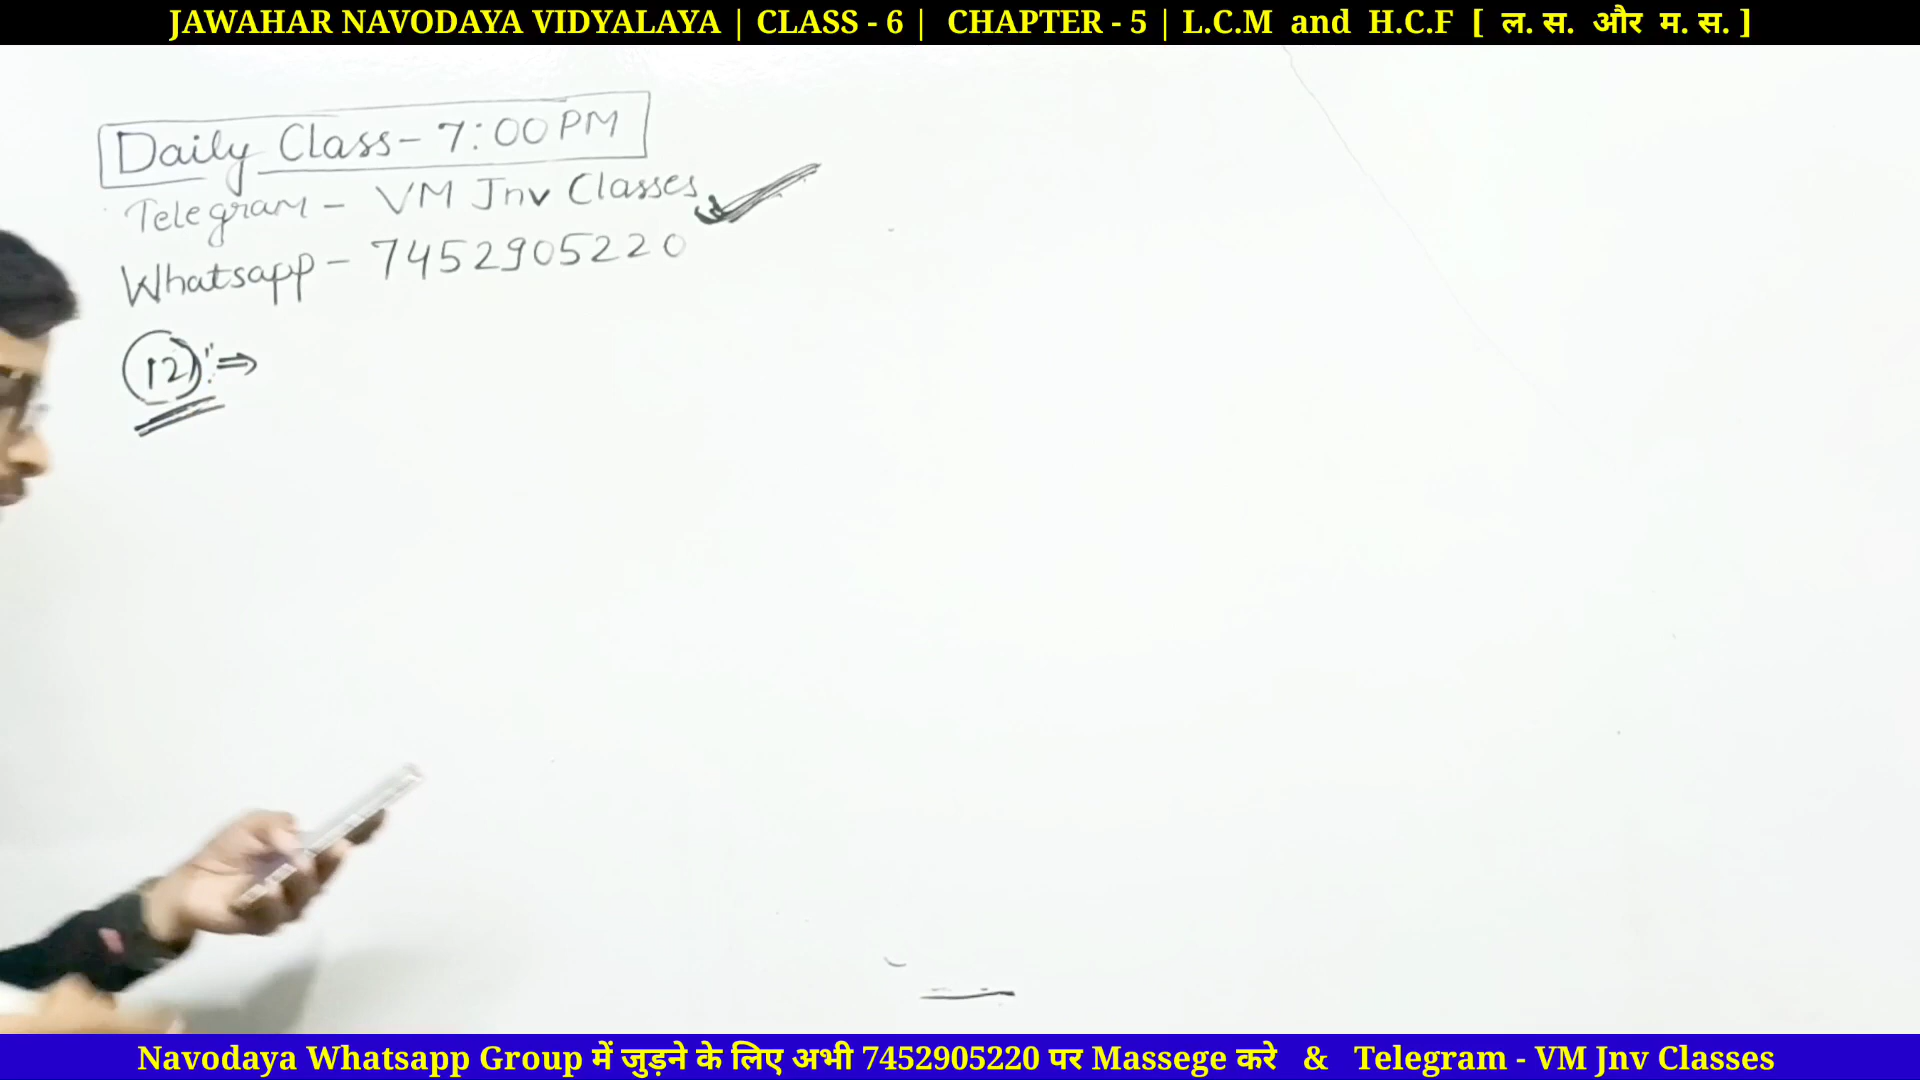 JAWAHAR NAVODAYA VIDYALAYA | CLASS - 6 | CHAPTER - 5 | L.C.M and H.C.F [ ल. स. और म. स. ]
Daily Class - 7:00 PM
Telegram - VM Jnv Classes
Whatsapp - 7452905220
12) :- ⇒
Navodaya Whatsapp Group में जुड़ने के लिए अभी 7452905220 पर Massege करे & Telegram - VM Jnv Classes